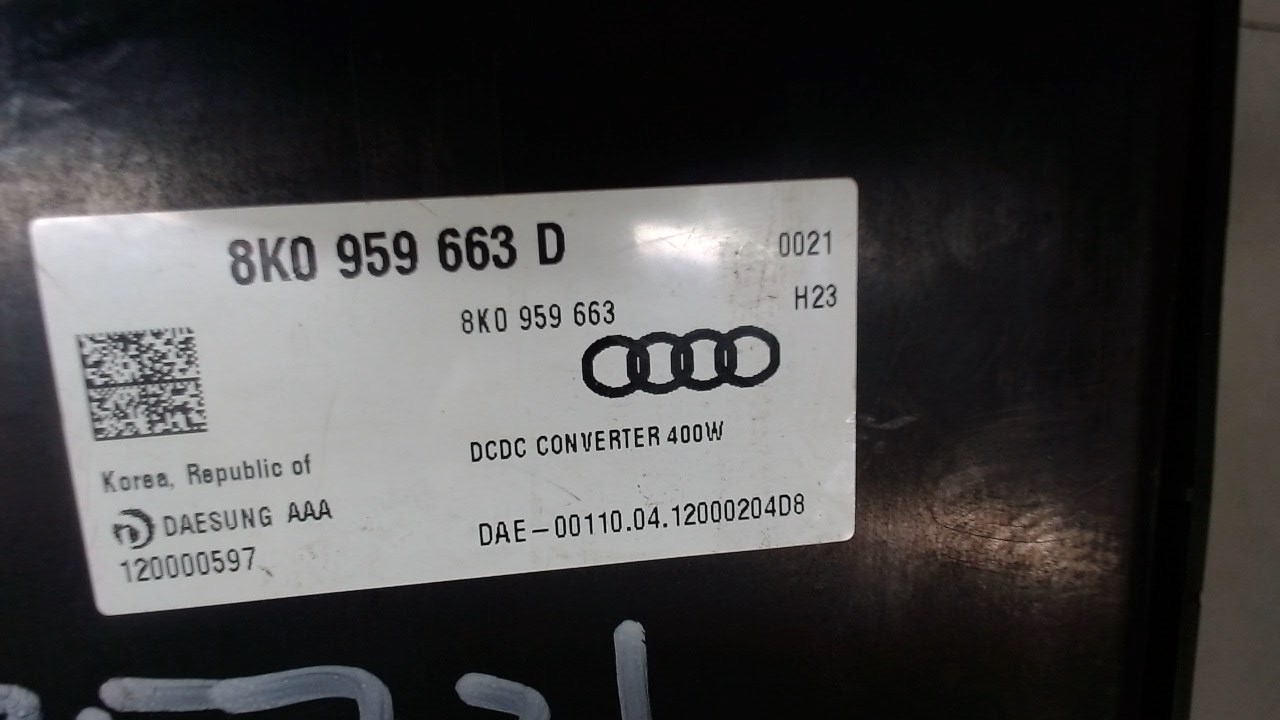 8K0 959 663 D
0021
8K0 959 663
H23
DCDC CONVERTER 400W
Korea, Republic of
DAESUNG AAA
DAE-00110.04.12000204D8
120000597